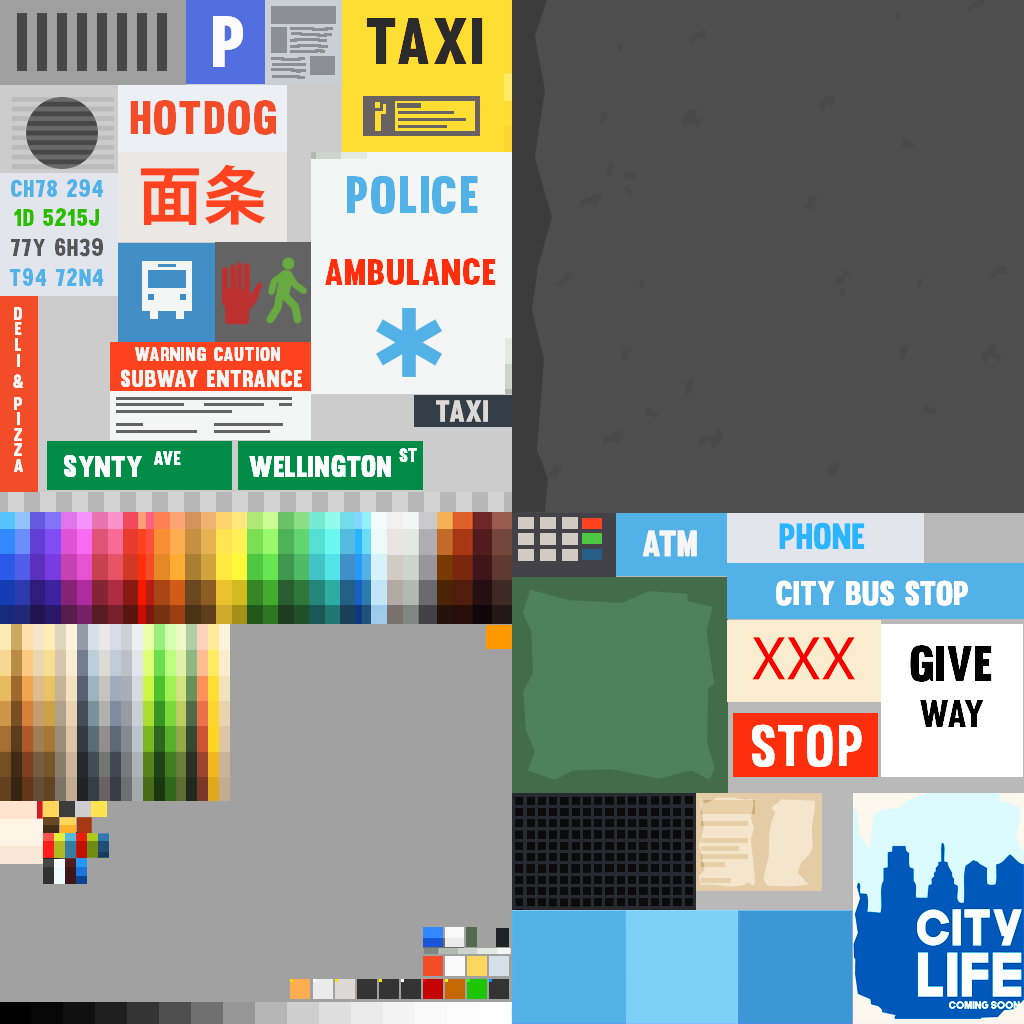 P
TAXI
HOTDOG
面条
CH78 294
1D 5215J
77Y 6H39
T94 72N4
POLICE
AMBULANCE
DELI & PIZZA
WARNING CAUTION
SUBWAY ENTRANCE
TAXI
SYNTY AVE
WELLINGTON ST
ATM
PHONE
CITY BUS STOP
XXX
GIVE
WAY
STOP
CITY
LIFE
COMING SOON